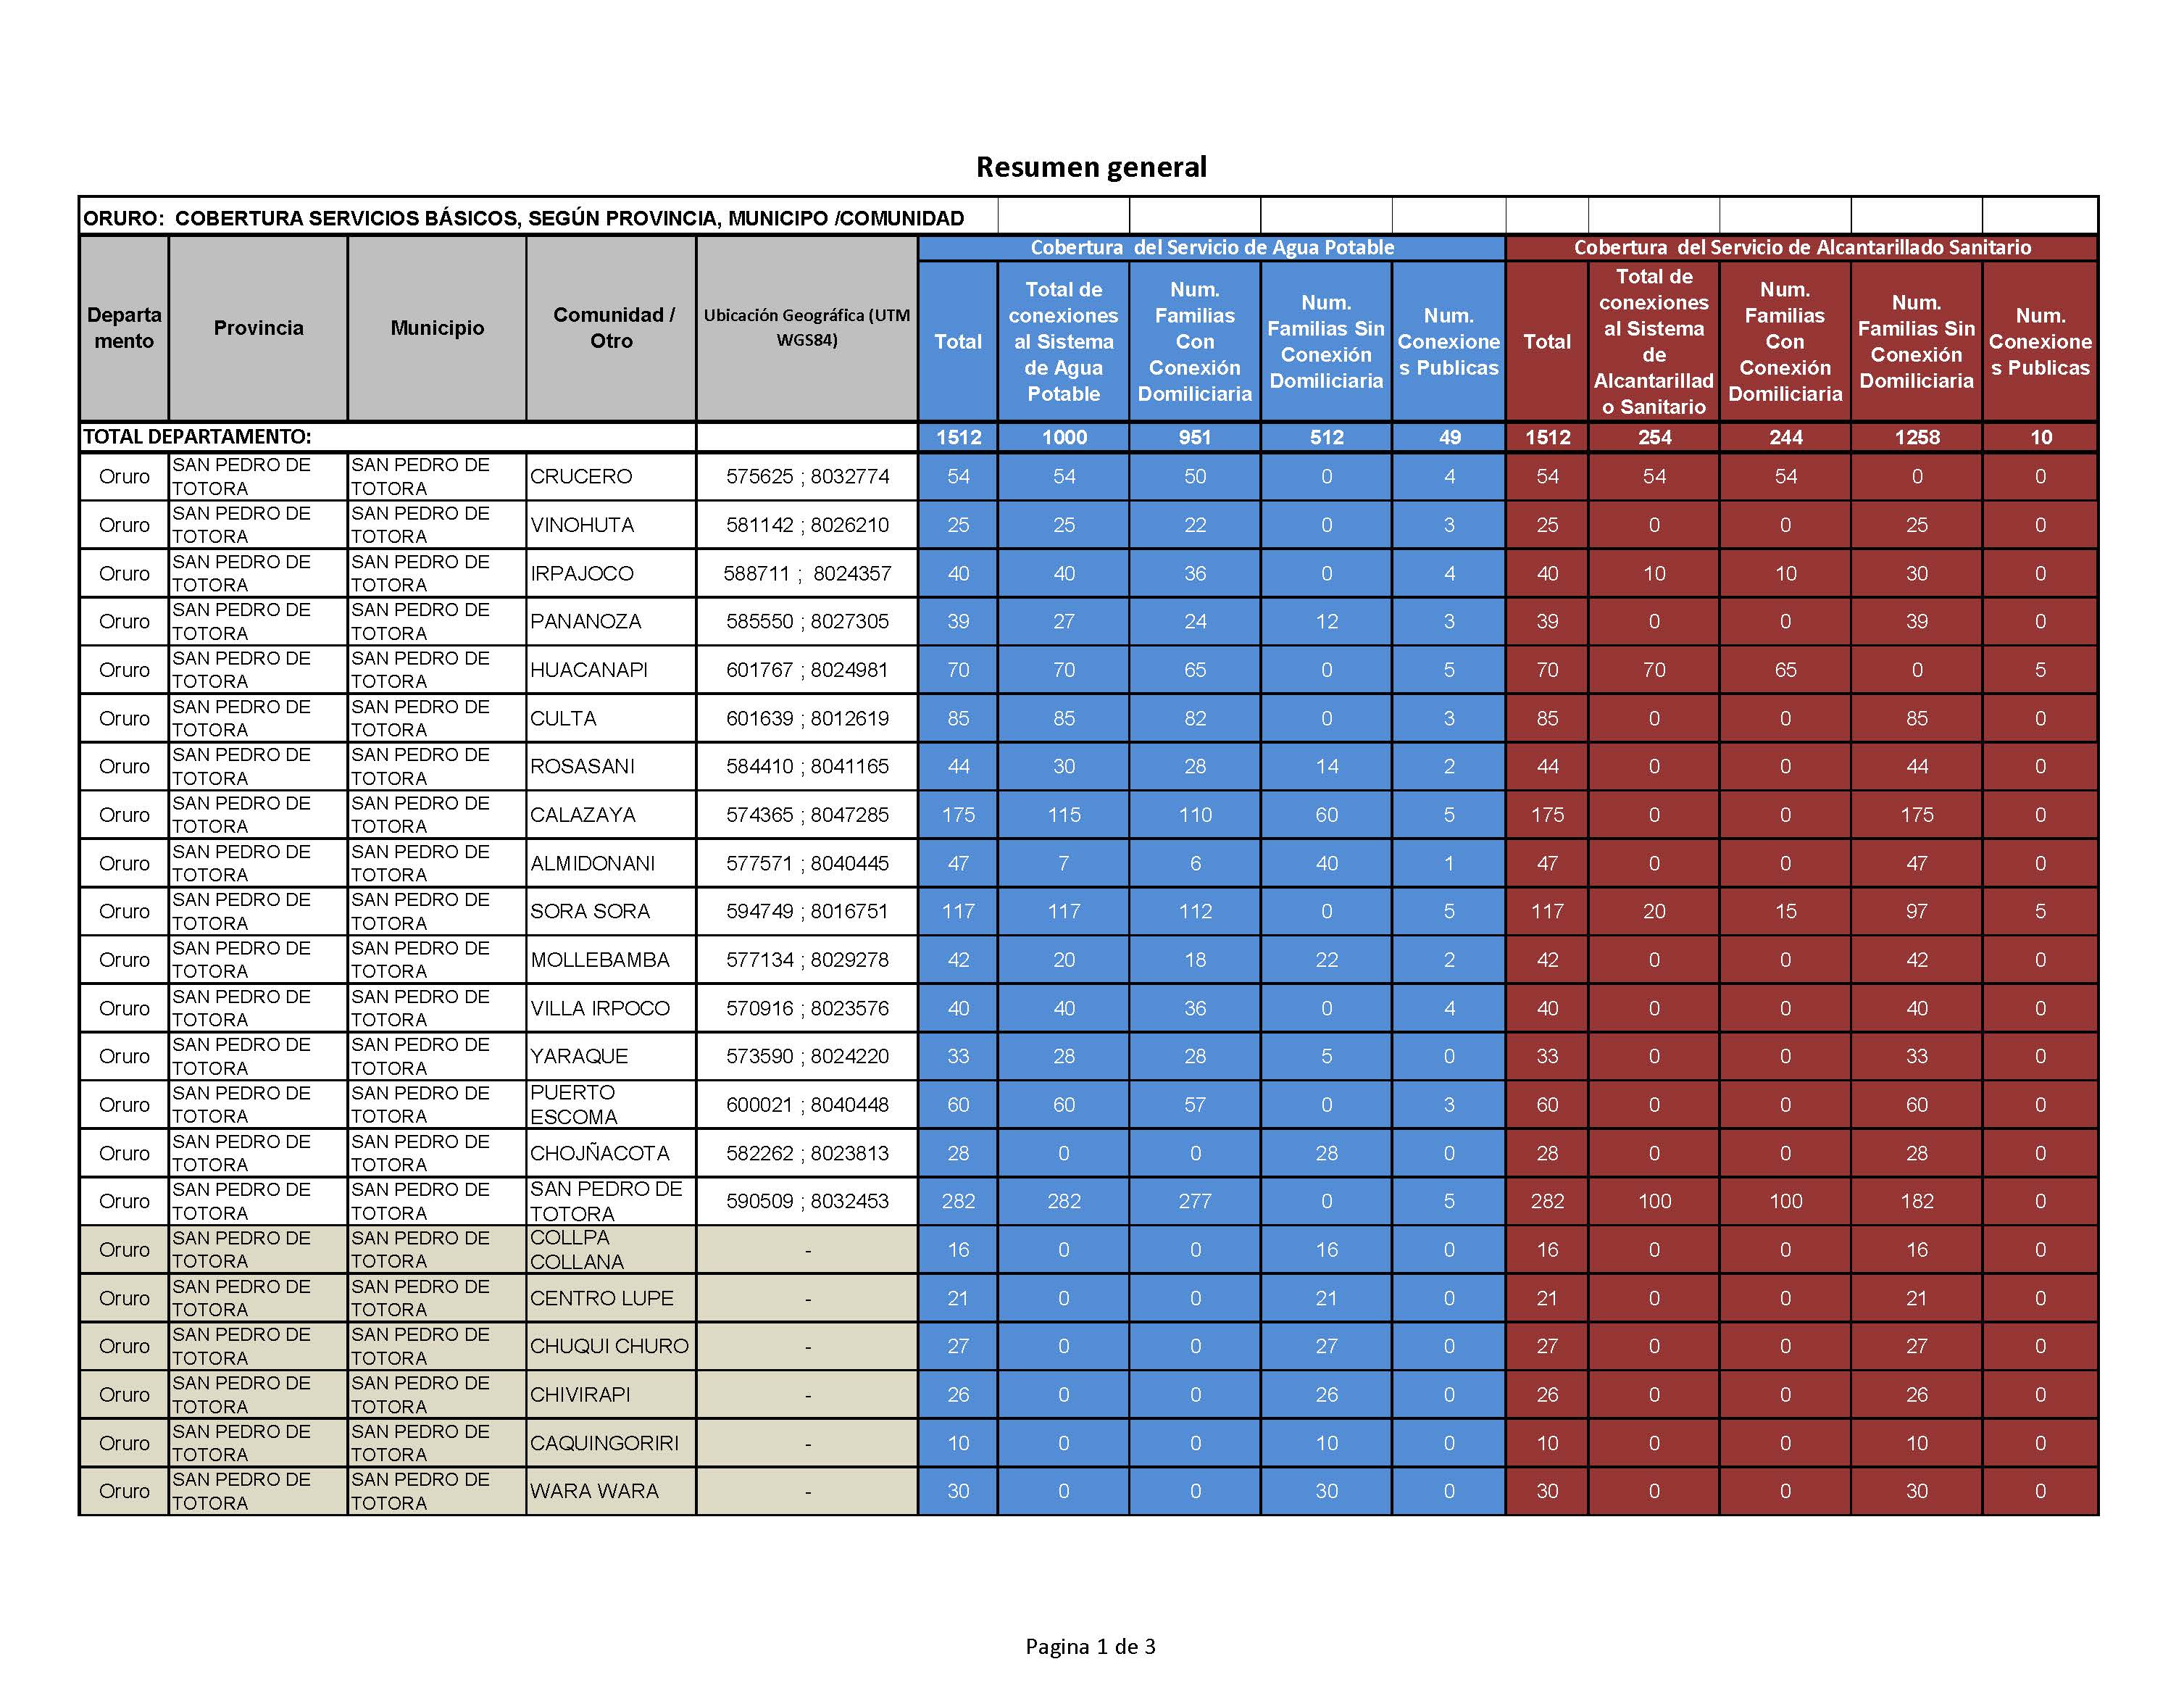 Resumen general
ORURO:  COBERTURA SERVICIOS BÁSICOS, SEGÚN PROVINCIA, MUNICIPO /COMUNIDAD
Departa mento Provincia Municipio Comunidad / Otro Ubicación Geográfica (UTM WGS84) Cobertura  del Servicio de Agua Potable Cobertura  del Servicio de Alcantarillado Sanitario
Total Total de conexiones al Sistema de Agua Potable Num. Familias Con Conexión Domiliciaria Num. Familias Sin Conexión Domiliciaria Num. Conexione s Publicas Total Total de conexiones al Sistema de Alcantarillad o Sanitario Num. Familias Con Conexión Domiliciaria Num. Familias Sin Conexión Domiliciaria Num. Conexione s Publicas
TOTAL DEPARTAMENTO: 1512 1000 951 512 49 1512 254 244 1258 10
Oruro SAN PEDRO DE TOTORA SAN PEDRO DE TOTORA CRUCERO 575625 ; 8032774 54 54 50 0 4 54 54 54 0 0
Oruro SAN PEDRO DE TOTORA SAN PEDRO DE TOTORA VINOHUTA 581142 ; 8026210 25 25 22 0 3 25 0 0 25 0
Oruro SAN PEDRO DE TOTORA SAN PEDRO DE TOTORA IRPAJOCO 588711 ;  8024357 40 40 36 0 4 40 10 10 30 0
Oruro SAN PEDRO DE TOTORA SAN PEDRO DE TOTORA PANANOZA 585550 ; 8027305 39 27 24 12 3 39 0 0 39 0
Oruro SAN PEDRO DE TOTORA SAN PEDRO DE TOTORA HUACANAPI 601767 ; 8024981 70 70 65 0 5 70 70 65 0 5
Oruro SAN PEDRO DE TOTORA SAN PEDRO DE TOTORA CULTA 601639 ; 8012619 85 85 82 0 3 85 0 0 85 0
Oruro SAN PEDRO DE TOTORA SAN PEDRO DE TOTORA ROSASANI 584410 ; 8041165 44 30 28 14 2 44 0 0 44 0
Oruro SAN PEDRO DE TOTORA SAN PEDRO DE TOTORA CALAZAYA 574365 ; 8047285 175 115 110 60 5 175 0 0 175 0
Oruro SAN PEDRO DE TOTORA SAN PEDRO DE TOTORA ALMIDONANI 577571 ; 8040445 47 7 6 40 1 47 0 0 47 0
Oruro SAN PEDRO DE TOTORA SAN PEDRO DE TOTORA SORA SORA 594749 ; 8016751 117 117 112 0 5 117 20 15 97 5
Oruro SAN PEDRO DE TOTORA SAN PEDRO DE TOTORA MOLLEBAMBA 577134 ; 8029278 42 20 18 22 2 42 0 0 42 0
Oruro SAN PEDRO DE TOTORA SAN PEDRO DE TOTORA VILLA IRPOCO 570916 ; 8023576 40 40 36 0 4 40 0 0 40 0
Oruro SAN PEDRO DE TOTORA SAN PEDRO DE TOTORA YARAQUE 573590 ; 8024220 33 28 28 5 0 33 0 0 33 0
Oruro SAN PEDRO DE TOTORA SAN PEDRO DE TOTORA PUERTO ESCOMA 600021 ; 8040448 60 60 57 0 3 60 0 0 60 0
Oruro SAN PEDRO DE TOTORA SAN PEDRO DE TOTORA CHOJÑACOTA 582262 ; 8023813 28 0 0 28 0 28 0 0 28 0
Oruro SAN PEDRO DE TOTORA SAN PEDRO DE TOTORA SAN PEDRO DE TOTORA 590509 ; 8032453 282 282 277 0 5 282 100 100 182 0
Oruro SAN PEDRO DE TOTORA SAN PEDRO DE TOTORA COLLPA COLLANA - 16 0 0 16 0 16 0 0 16 0
Oruro SAN PEDRO DE TOTORA SAN PEDRO DE TOTORA CENTRO LUPE - 21 0 0 21 0 21 0 0 21 0
Oruro SAN PEDRO DE TOTORA SAN PEDRO DE TOTORA CHUQUI CHURO - 27 0 0 27 0 27 0 0 27 0
Oruro SAN PEDRO DE TOTORA SAN PEDRO DE TOTORA CHIVIRAPI - 26 0 0 26 0 26 0 0 26 0
Oruro SAN PEDRO DE TOTORA SAN PEDRO DE TOTORA CAQUINGORIRI - 10 0 0 10 0 10 0 0 10 0
Oruro SAN PEDRO DE TOTORA SAN PEDRO DE TOTORA WARA WARA - 30 0 0 30 0 30 0 0 30 0
Pagina 1 de 3